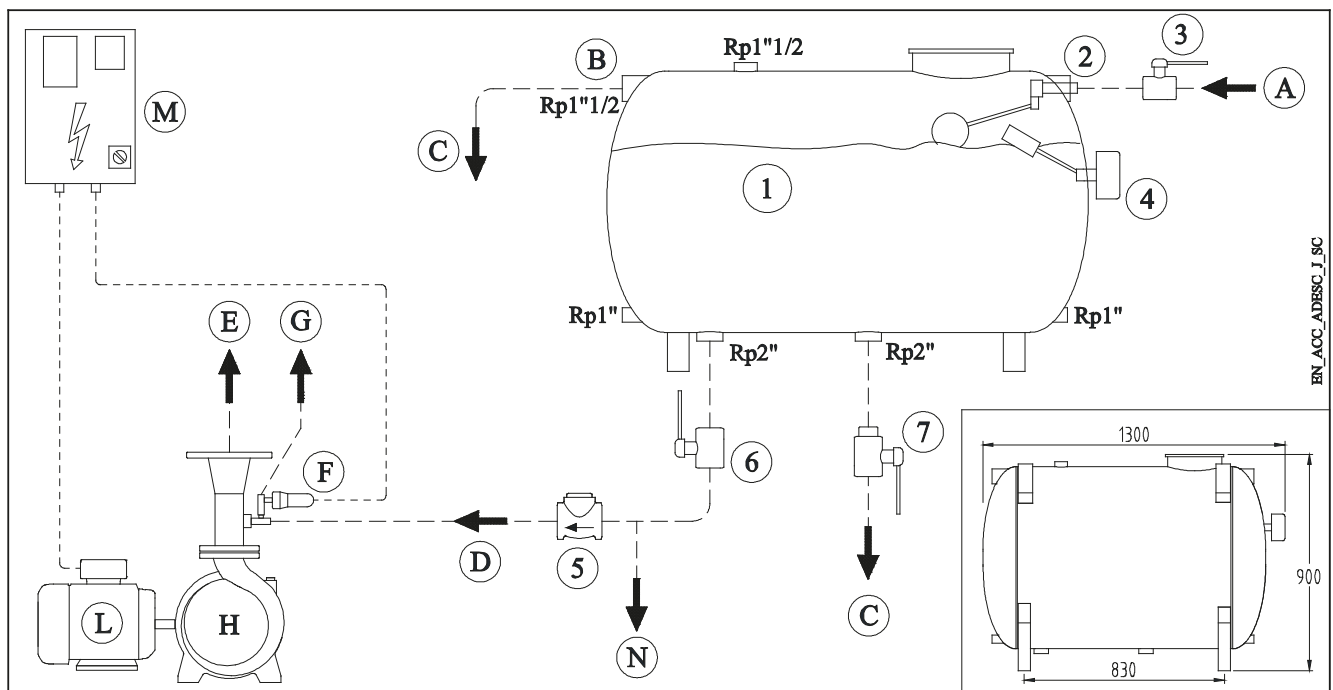 M
B
Rp1"1/2
Rp1"1/2
C
2
3
A
1
4
EN_ACC_ADESC_J_SC
E
G
Rp1"
Rp2"
Rp2"
Rp1"
F
6
7
D
5
C
N
L
H
1300
900
830